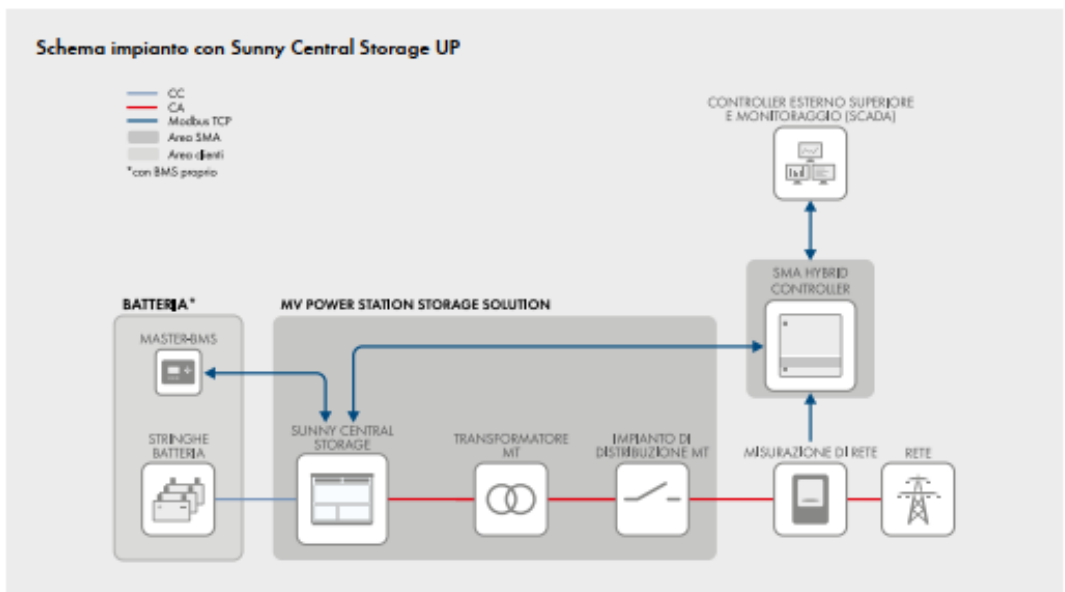 Schema impianto con Sunny Central Storage UP
CC
CA
Modbus TCP
Area SMA
Area clienti
*con BMS proprio
CONTROLLER ESTERNO SUPERIORE
E MONITORAGGIO (SCADA)
SMA HYBRID
CONTROLLER
BATTERIA*
MV POWER STATION STORAGE SOLUTION
MASTER-BMS
STRINGHE
BATTERIA
SUNNY CENTRAL
STORAGE
TRANSFORMATORE
MT
IMPIANTO DI
DISTRIBUZIONE MT
MISURAZIONE DI RETE
RETE